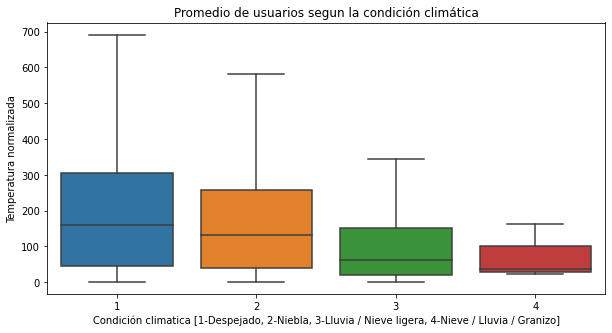 Promedio de usuarios segun la condición climática
Temperatura normalizada
700
600
500
400
300
200
100
0
1 2 3 4
Condición climatica [1-Despejado, 2-Niebla, 3-Lluvia / Nieve ligera, 4-Nieve / Lluvia / Granizo]